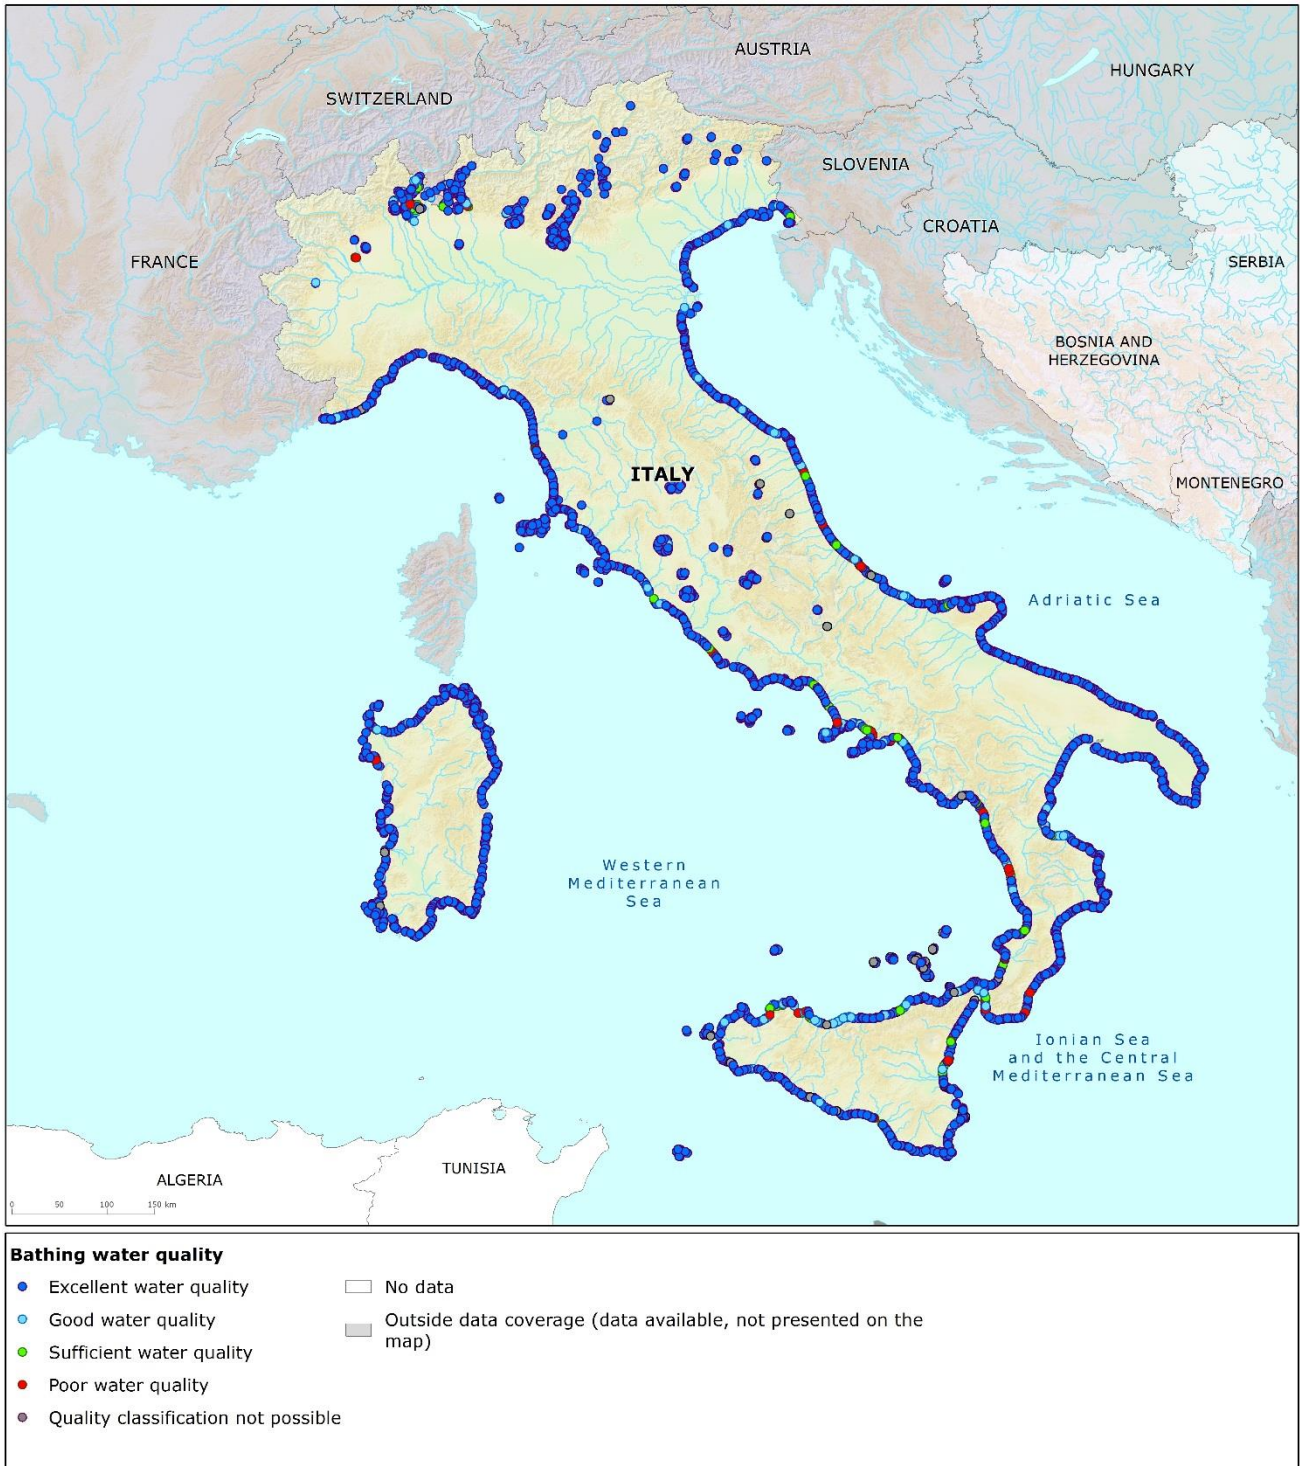 AUSTRIA
HUNGARY
SWITZERLAND
SLOVENIA
CROATIA
FRANCE
SERBIA
BOSNIA AND
HERZEGOVINA
ITALY
MONTENEGRO
Adriatic Sea
Western
Mediterranean
Sea
Ionian Sea
and the Central
Mediterranean Sea
TUNISIA
ALGERIA
0 50 100 150 km
Bathing water quality
Excellent water quality
Good water quality
Sufficient water quality
Poor water quality
Quality classification not possible
No data
Outside data coverage (data available, not presented on the
map)